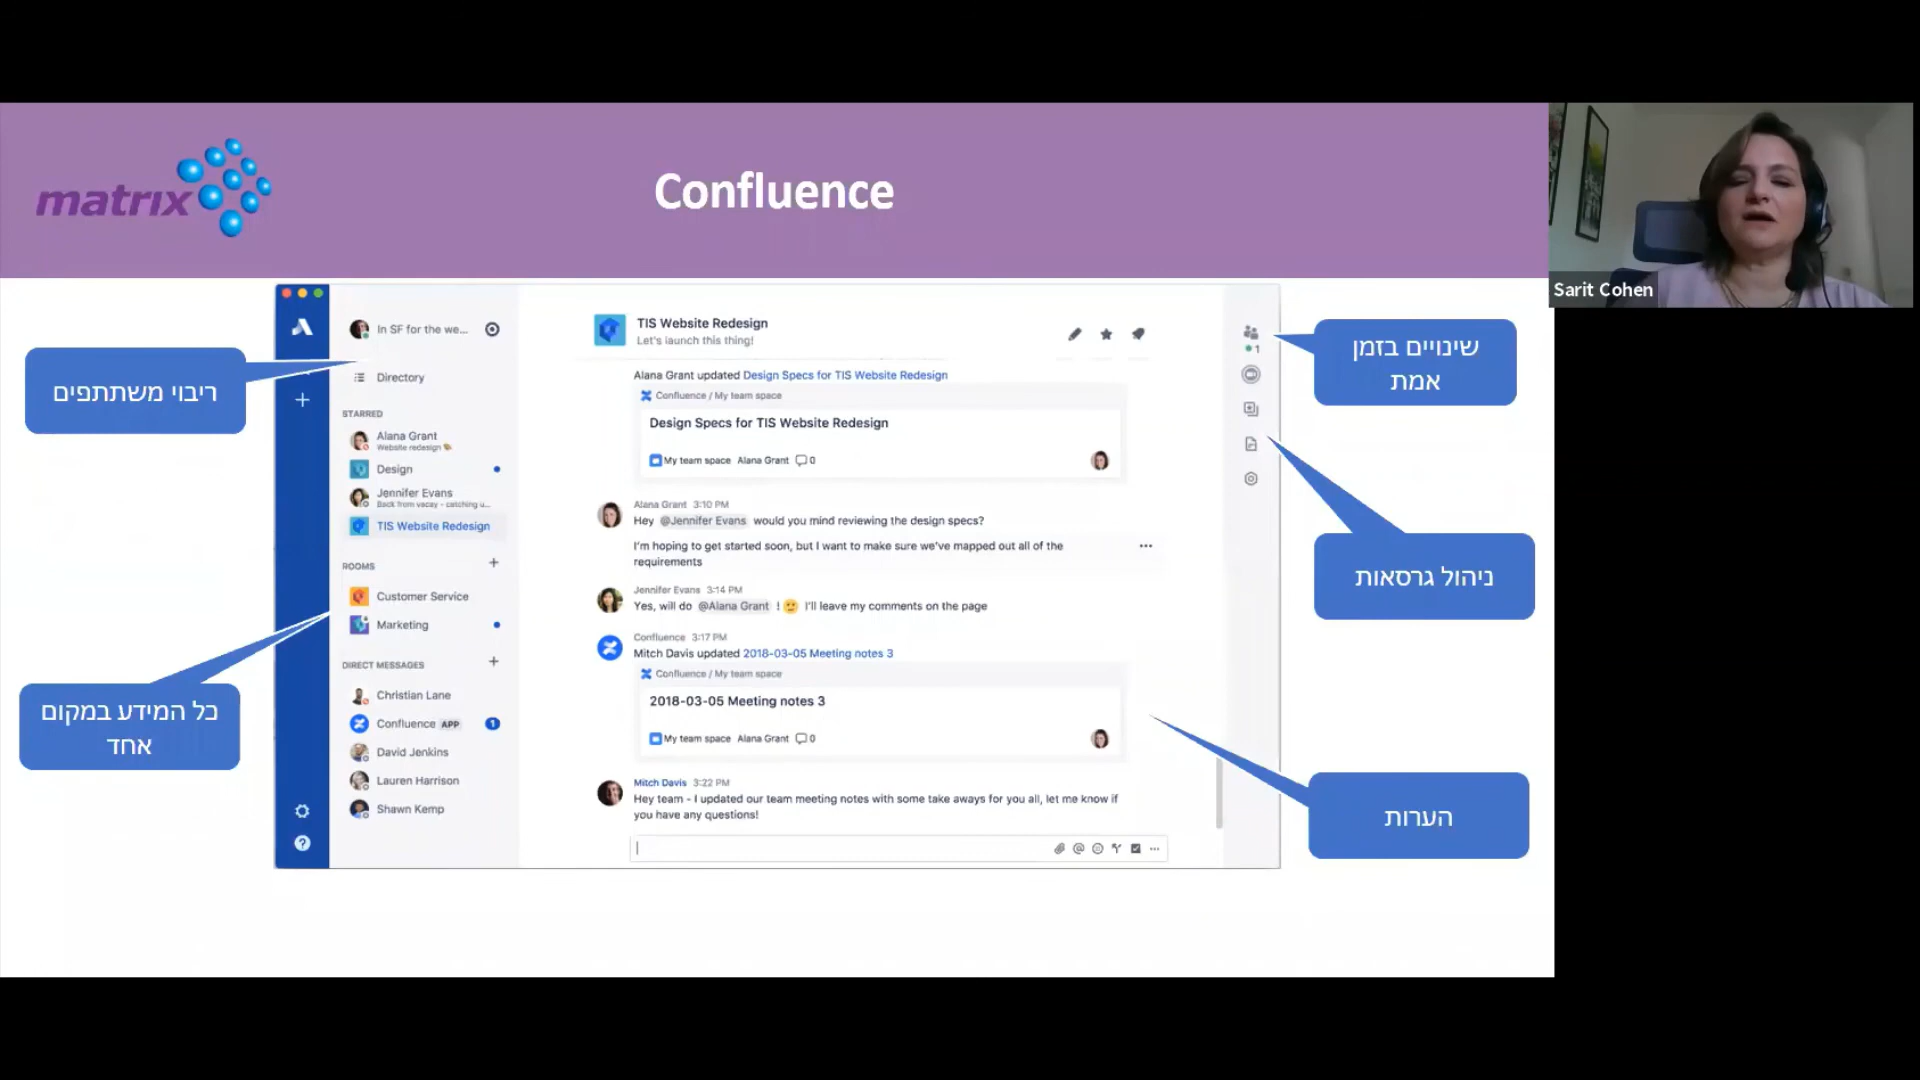 matrix
Confluence
Sarit Cohen
ריבוי משתתפים
כל המידע במקום
אחד
שינויים בזמן
אמת
ניהול גרסאות
הערות
In SF for the we...
Directory
STARRED
Alana Grant
Website redesign
Design
Jennifer Evans
Back from vacay - catching u...
TIS Website Redesign
ROOMS
Customer Service
Marketing
DIRECT MESSAGES
Christian Lane
Confluence APP
1
David Jenkins
Lauren Harrison
Shawn Kemp
TIS Website Redesign
Let's launch this thing!
Alana Grant updated Design Specs for TIS Website Redesign
Confluence / My team space
Design Specs for TIS Website Redesign
My team space Alana Grant 0
Alana Grant 3:10 PM
Hey @Jennifer Evans would you mind reviewing the design specs?
I'm hoping to get started soon, but I want to make sure we've mapped out all of the
requirements
Jennifer Evans 3:14 PM
Yes, will do @Alana Grant ! 🙂 I'll leave my comments on the page
Confluence 3:17 PM
Mitch Davis updated 2018-03-05 Meeting notes 3
Confluence / My team space
2018-03-05 Meeting notes 3
My team space Alana Grant 0
Mitch Davis 3:22 PM
Hey team - I updated our team meeting notes with some take aways for you all, let me know if
you have any questions!
1